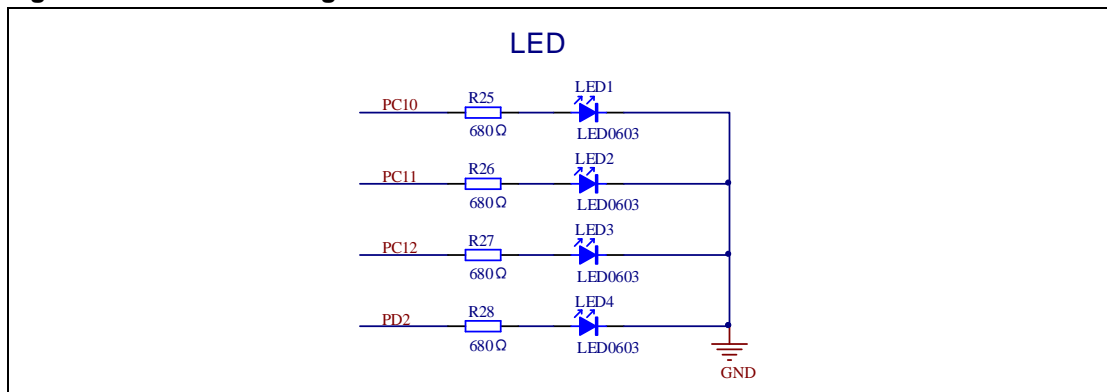 LED
LED1
R25
PC10
680Ω
LED0603
LED2
R26
PC11
680Ω
LED0603
LED3
R27
PC12
680Ω
LED0603
LED4
R28
PD2
680Ω
LED0603
GND